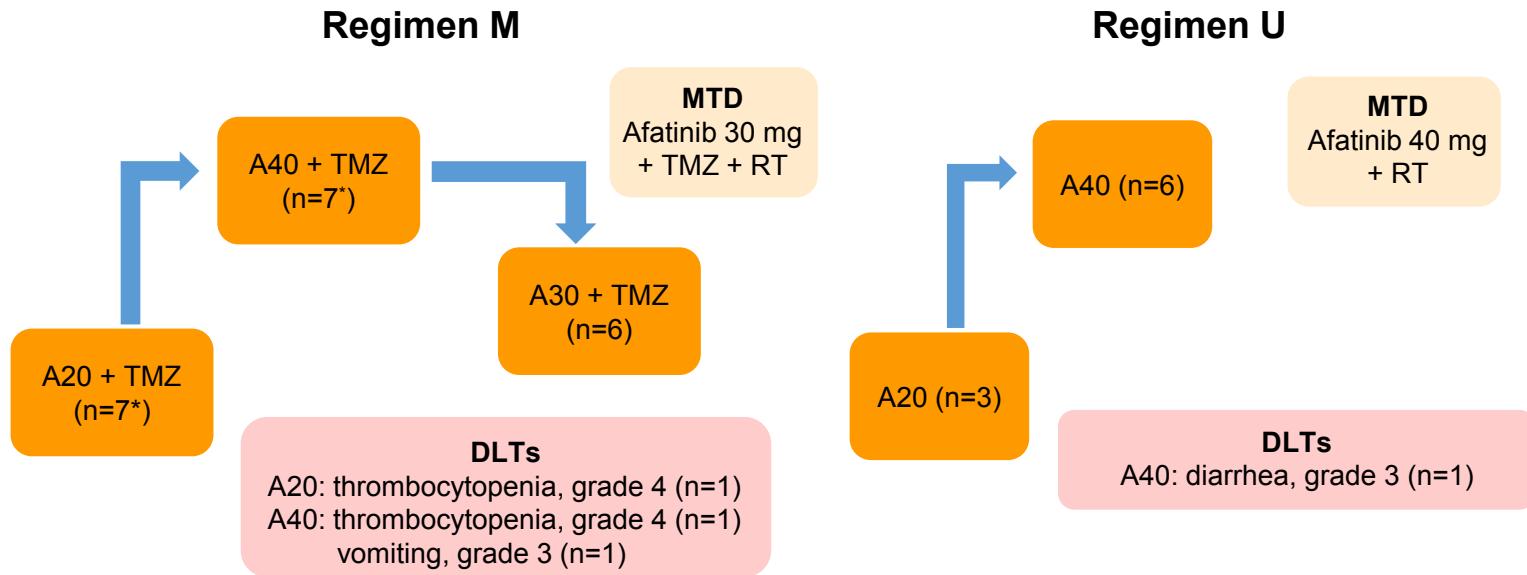 Regimen M
MTD
Afatinib 30 mg
+ TMZ + RT
A40 + TMZ
(n=7*)
A30 + TMZ
(n=6)
A20 + TMZ
(n=7*)
DLTs
A20: thrombocytopenia, grade 4 (n=1)
A40: thrombocytopenia, grade 4 (n=1)
vomiting, grade 3 (n=1)
Regimen U
MTD
Afatinib 40 mg
+ RT
A40 (n=6)
A20 (n=3)
DLTs
A40: diarrhea, grade 3 (n=1)